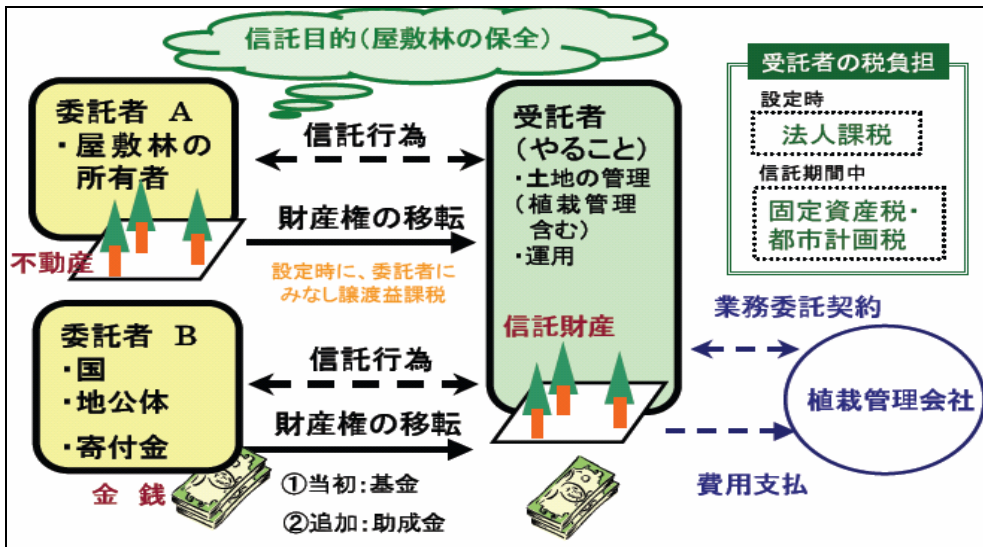 信託目的(屋敷林の保全)
委託者 A
・屋敷林の
所有者
不動産
信託行為
財産権の移転
設定時に、委託者に
みなし譲渡益課税
委託者 B
・国
・地公体
・寄付金
金 銭
信託行為
財産権の移転
①当初:基金
②追加:助成金
受託者
(やること)
・土地の管理
(植栽管理
含む)
・運用
信託財産
受託者の税負担
設定時
法人課税
信託期間中
固定資産税・
都市計画税
業務委託契約
植栽管理会社
費用支払